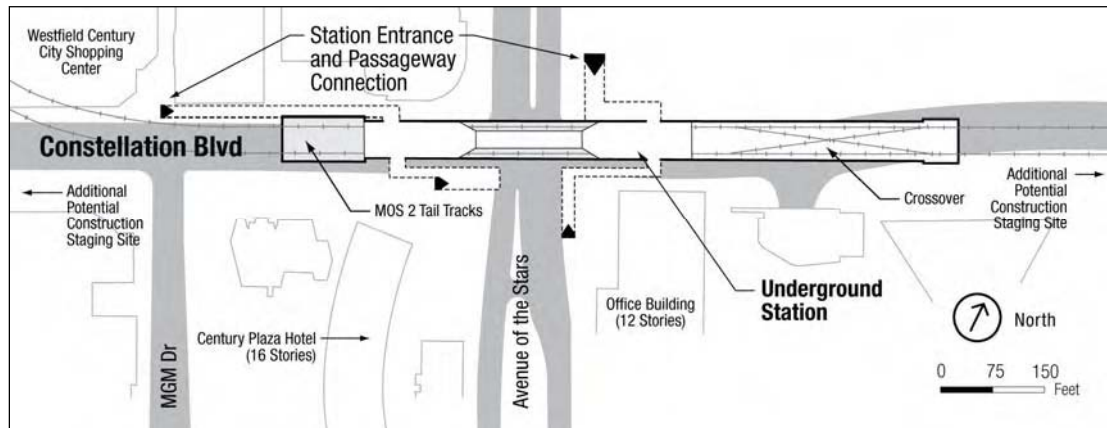 Westfield Century
City Shopping
Center
Station Entrance
and Passageway
Connection
Constellation Blvd
Additional
Potential
Construction
Staging Site
MOS 2 Tail Tracks
MGM Dr
Century Plaza Hotel
(16 Stories)
Avenue of the Stars
Office Building
(12 Stories)
Underground
Station
Crossover
Additional
Potential
Construction
Staging Site
North
0 75 150
Feet